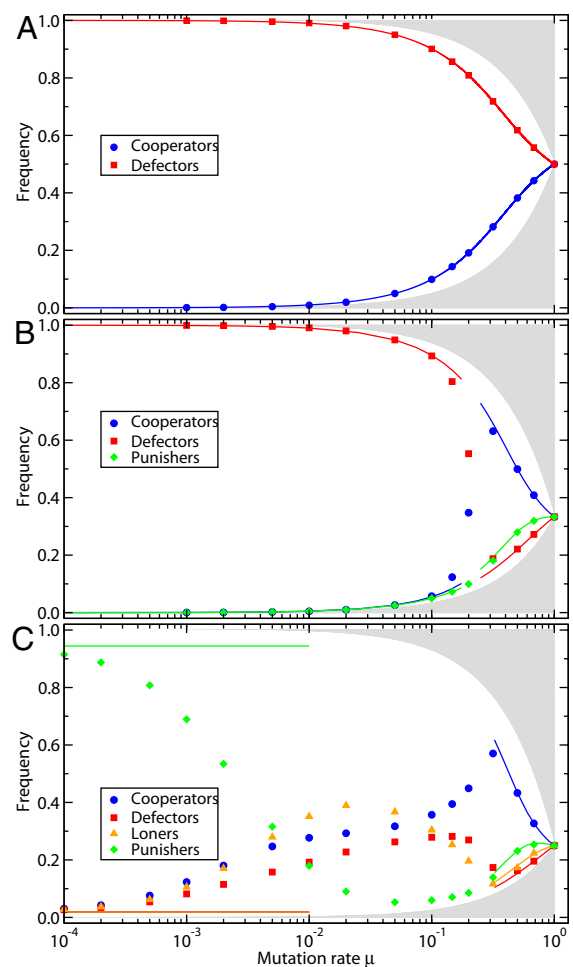 A
1.0
0.8
0.6
0.4
0.2
0.0
Frequency
Cooperators
Defectors
B
1.0
0.8
0.6
0.4
0.2
0.0
Frequency
Cooperators
Defectors
Punishers
C
1.0
0.8
0.6
0.4
0.2
0.0
Frequency
Cooperators
Defectors
Loners
Punishers
10⁻⁴ 10⁻³ 10⁻² 10⁻¹ 10⁰
Mutation rate μ